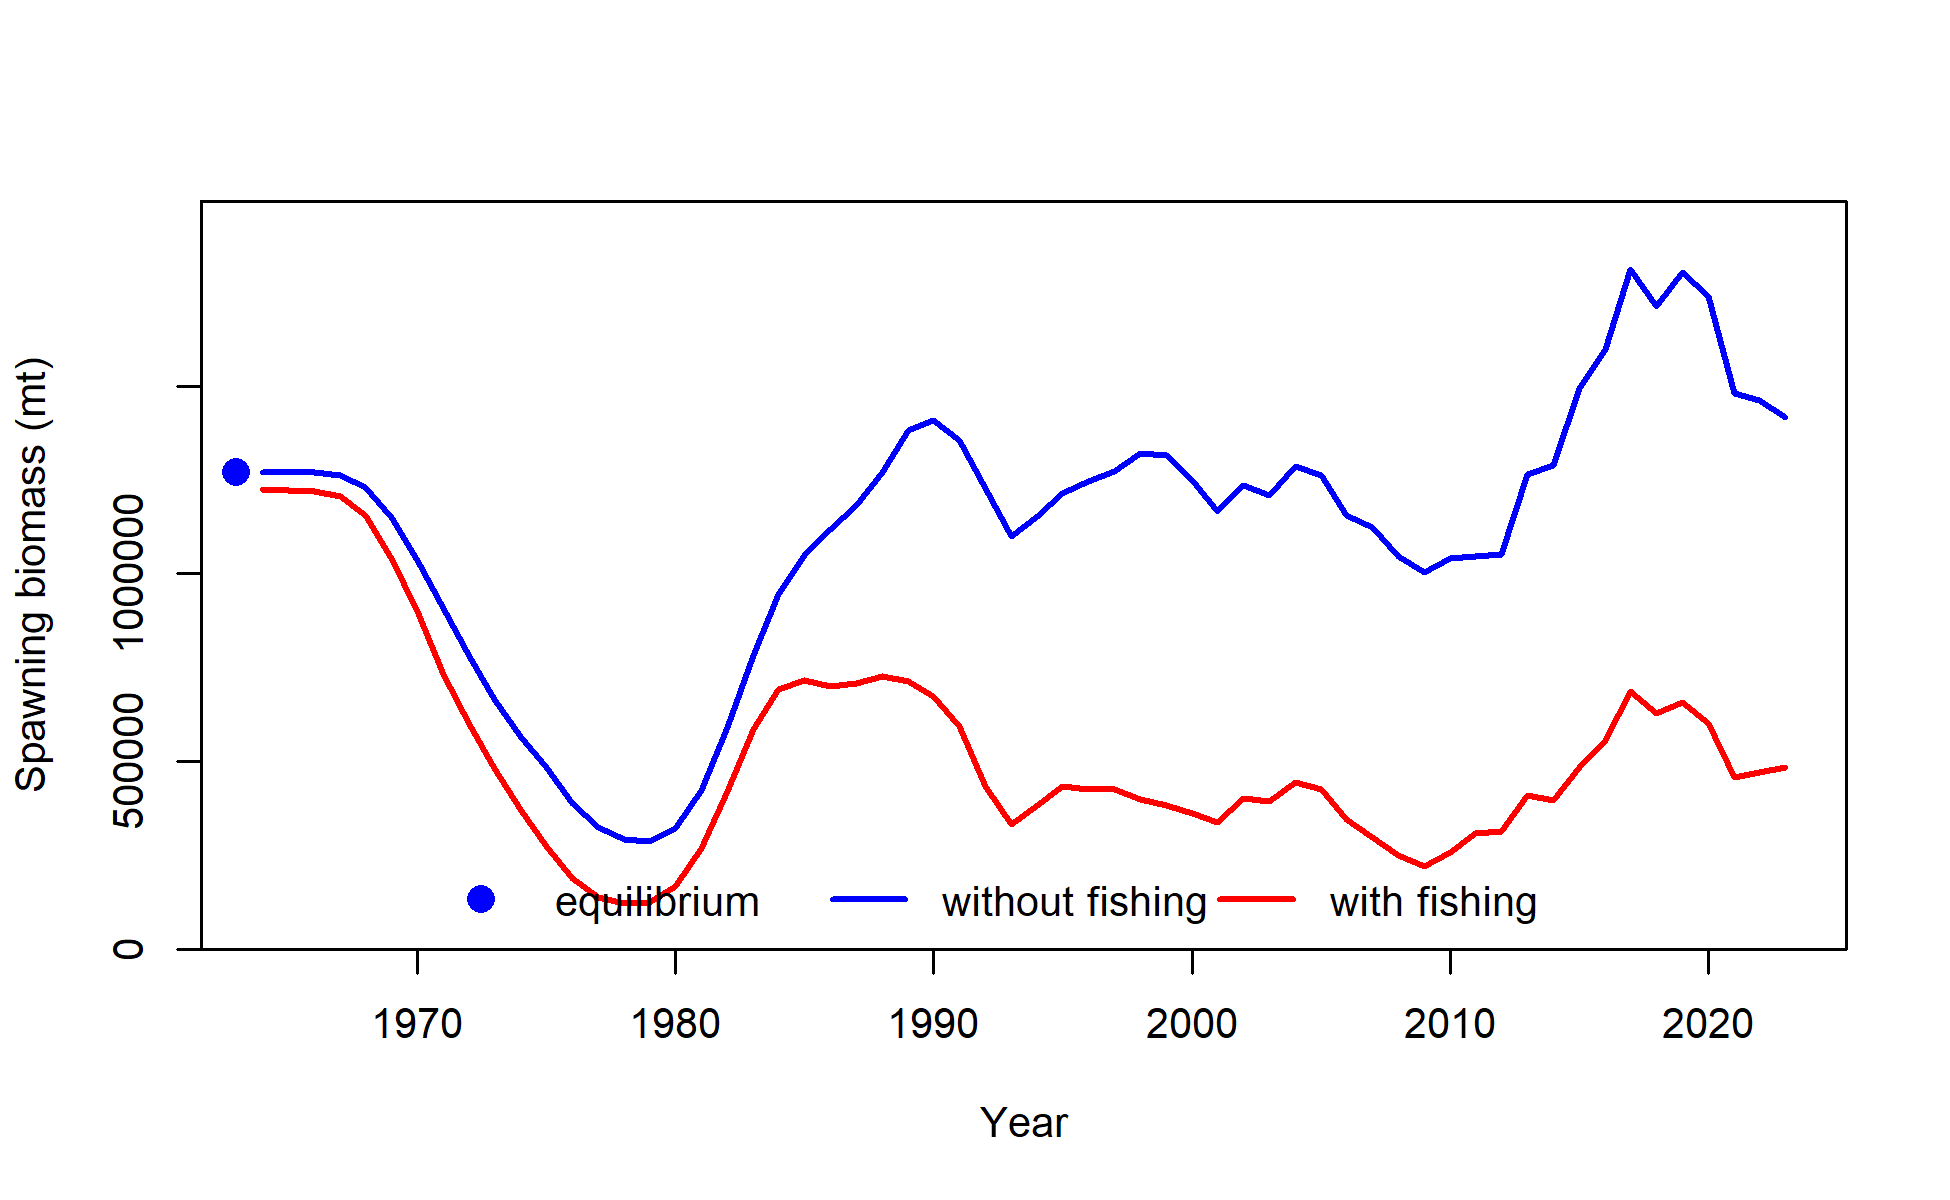 Spawning biomass (mt)
1000000
500000
0
equilibrium without fishing with fishing
1970 1980 1990 2000 2010 2020
Year